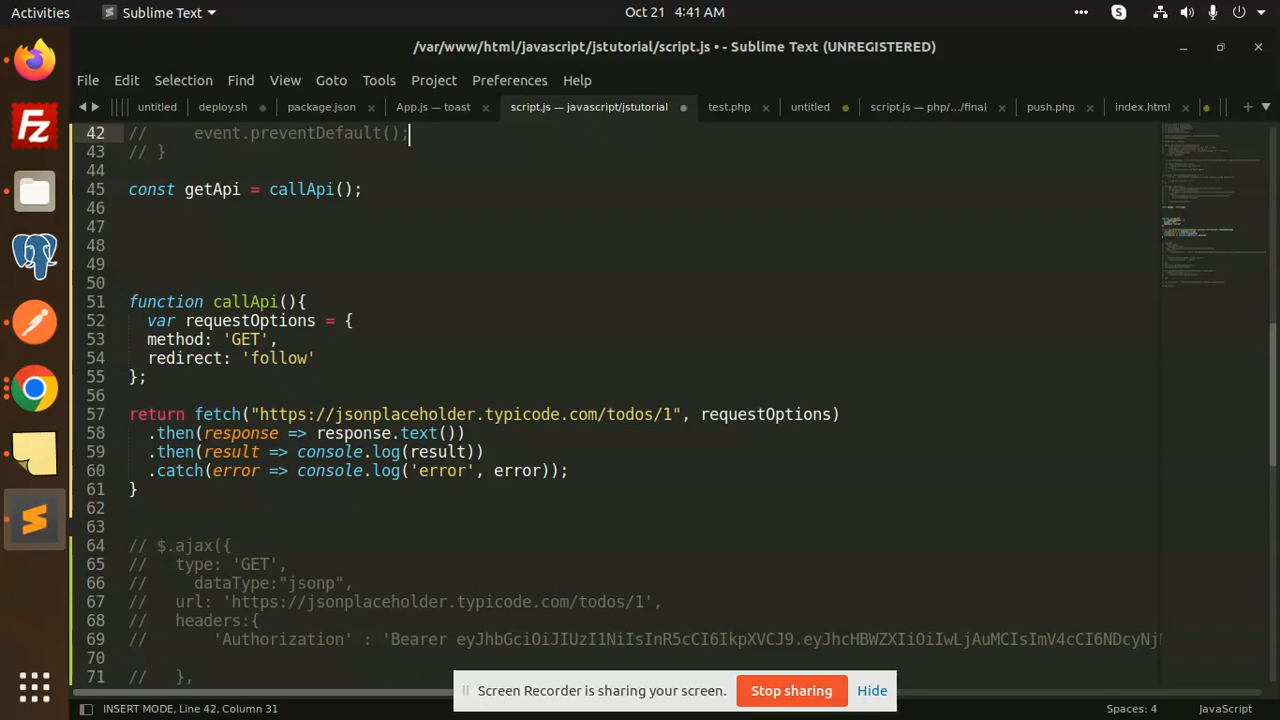 Activities Sublime Text Oct 21 4:41 AM
/var/www/html/javascript/jstutorial/script.js • - Sublime Text (UNREGISTERED)
File Edit Selection Find View Goto Tools Project Preferences Help
untitled deploy.sh package.json App.js — toast script.js — javascript/jstutorial test.php untitled script.js — php/.../final push.php index.html
42 //     event.preventDefault();
43 // }
44
45 const getApi = callApi();
46
47
48
49
50
51 function callApi(){
52   var requestOptions = {
53   method: 'GET',
54   redirect: 'follow'
55 };
56
57 return fetch("https://jsonplaceholder.typicode.com/todos/1", requestOptions)
58   .then(response => response.text())
59   .then(result => console.log(result))
60   .catch(error => console.log('error', error));
61 }
62
63
64 // $.ajax({
65 //   type: 'GET',
66 //     dataType:"jsonp",
67 //   url: 'https://jsonplaceholder.typicode.com/todos/1',
68 //   headers:{
69 //       'Authorization' : 'Bearer eyJhbGciOiJIUzI1NiIsInR5cCI6IkpXVCJ9.eyJhcHBWZXIiOiIwLjAuMCIsImV4cCI6NDcyNj
70
71 //   },
Screen Recorder is sharing your screen. Stop sharing Hide
INSERT MODE, Line 42, Column 31 Spaces: 4 JavaScript